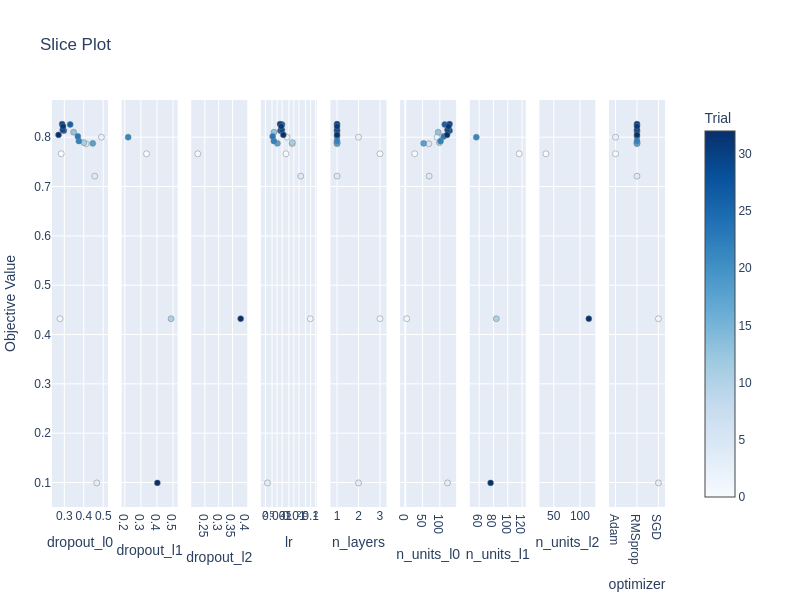 Slice Plot
Trial
Objective Value
0.8
0.7
0.6
0.5
0.4
0.3
0.2
0.1
0.3 0.4 0.5
0.2 0.3 0.4 0.5
0.25 0.3 0.35 0.4
1 2 3
0 50 100
60 80 100 120
50 100
Adam RMSprop SGD
dropout_l0
dropout_l1
dropout_l2
lr
n_layers
n_units_l0
n_units_l1
n_units_l2
optimizer
30
25
20
15
10
5
0